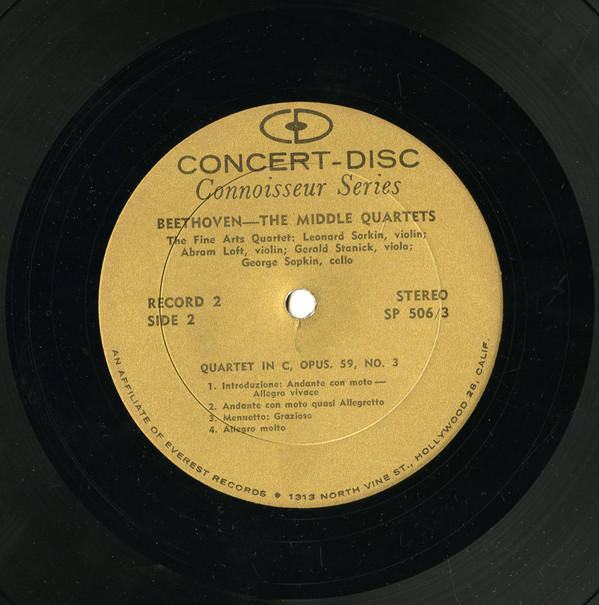 CD
CONCERT-DISC
Connoisseur Series
BEETHOVEN—THE MIDDLE QUARTETS
The Fine Arts Quartet: Leonard Sorkin, violin;
Abram Loft, violin; Gerald Stanick, viola;
George Sopkin, cello
RECORD 2
SIDE 2
STEREO
SP 506/3
QUARTET IN C, OPUS. 59, NO. 3
1. Introduzione: Andante con moto —
Allegro vivace
2. Andante con moto quasi Allegretto
3. Menuetto: Grazioso
4. Allegro molto
AN AFFILIATE OF EVEREST RECORDS ● 1313 NORTH VINE ST., HOLLYWOOD 28, CALIF.